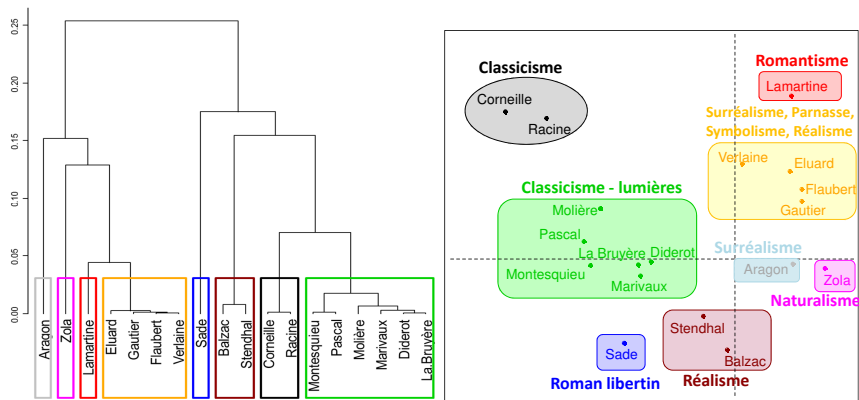 0.25
0.20
0.15
0.10
0.05
0.00
Aragon
Zola
Lamartine
Eluard
Gautier
Flaubert
Verlaine
Sade
Balzac
Stendhal
Corneille
Racine
Montesquieu
Pascal
Molière
Marivaux
Diderot
La.Bruyère
Classicisme
Corneille
Racine
Romantisme
Lamartine
Surréalisme, Parnasse,
Symbolisme, Réalisme
Verlaine
Eluard
Flaubert
Gautier
Classicisme - lumières
Molière
Pascal
La Bruyère Diderot
Montesquieu
Marivaux
Surréalisme
Aragon
Zola
Naturalisme
Stendhal
Balzac
Réalisme
Sade
Roman libertin